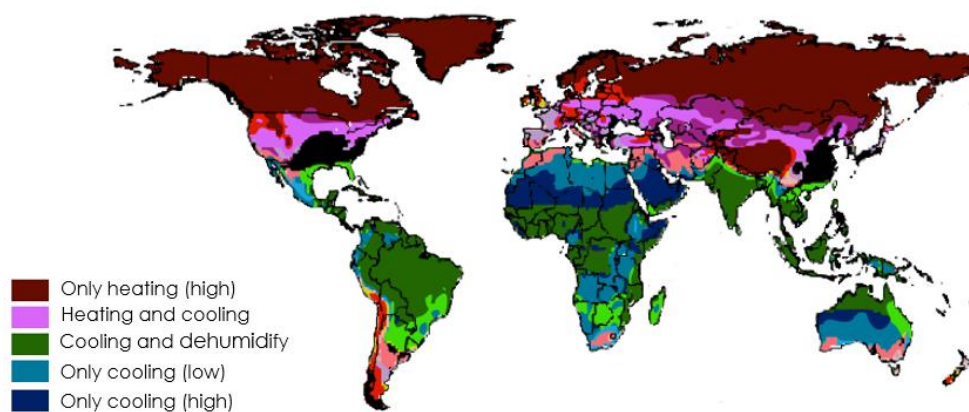 Only heating (high)
Heating and cooling
Cooling and dehumidify
Only cooling (low)
Only cooling (high)